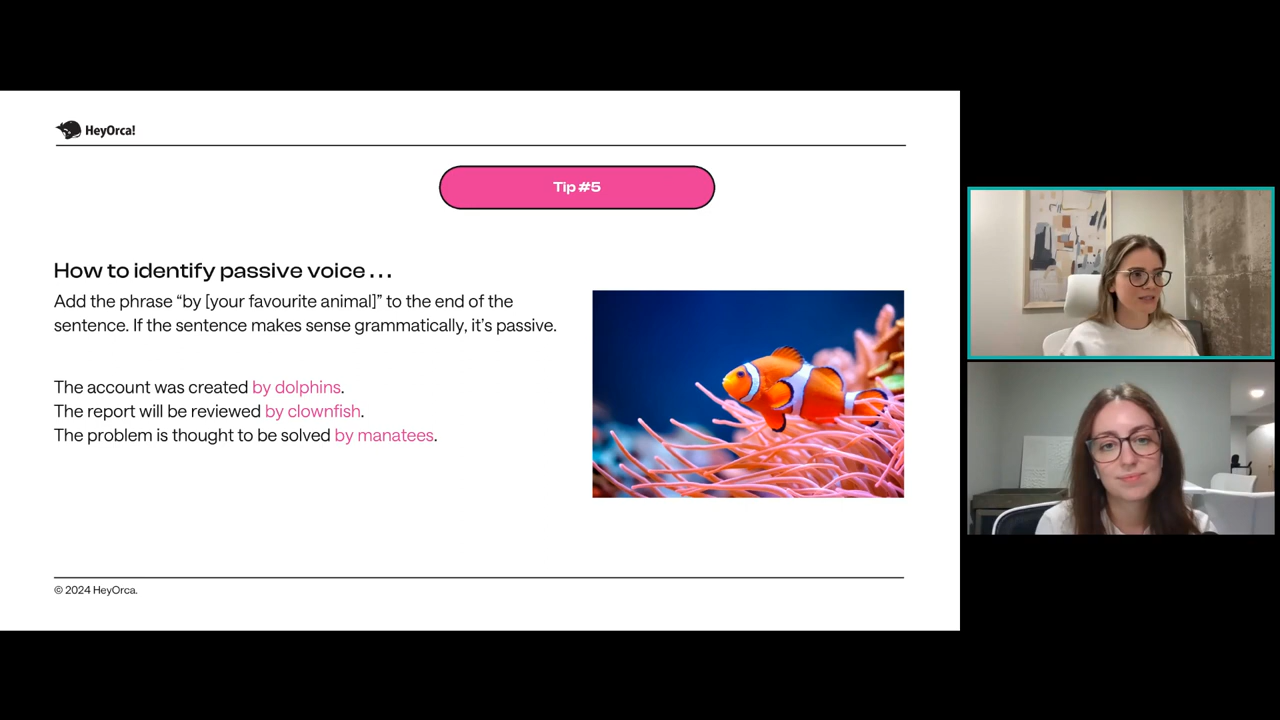 HeyOrca!
Tip #5
How to identify passive voice . . .
Add the phrase “by [your favourite animal]” to the end of the
sentence. If the sentence makes sense grammatically, it’s passive.
The account was created by dolphins.
The report will be reviewed by clownfish.
The problem is thought to be solved by manatees.
© 2024 HeyOrca.